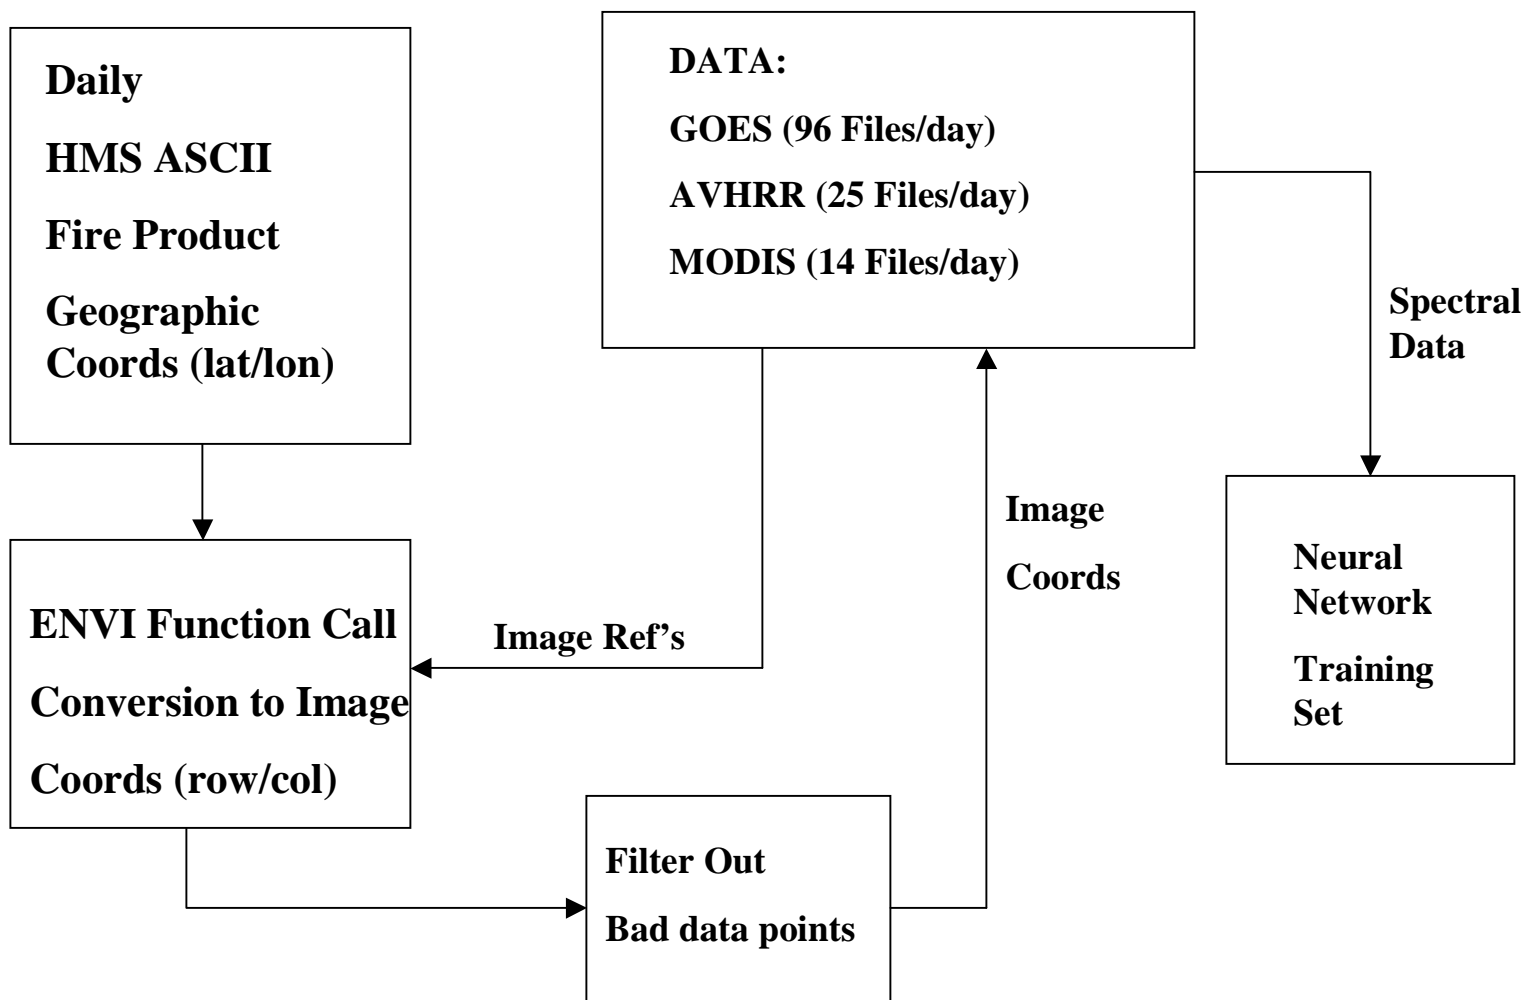 Daily
HMS ASCII
Fire Product
Geographic
Coords (lat/lon)
DATA:
GOES (96 Files/day)
AVHRR (25 Files/day)
MODIS (14 Files/day)
Spectral
Data
Image
Coords
Neural
Network
Training
Set
ENVI Function Call
Conversion to Image
Coords (row/col)
Image Ref’s
Filter Out
Bad data points